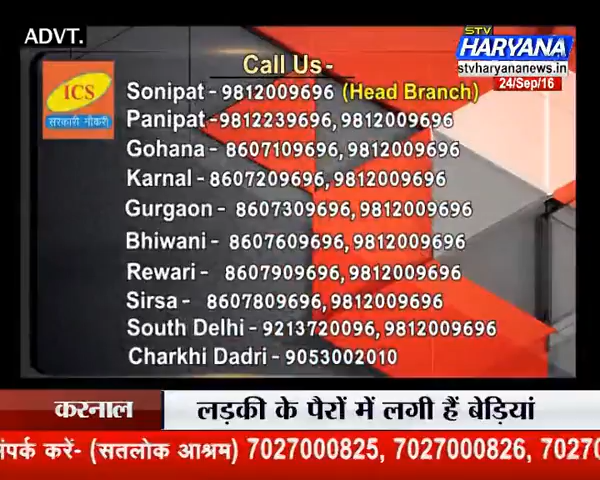 ADVT.
STV
HARYANA
stvharyananews.in
24/Sep/16
ICS
सरकारी नौकरी
Call Us-
Sonipat - 9812009696 (Head Branch)
Panipat -9812239696, 9812009696
Gohana - 8607109696, 9812009696
Karnal - 8607209696, 9812009696
Gurgaon - 8607309696, 9812009696
Bhiwani - 8607609696, 9812009696
Rewari - 8607909696, 9812009696
Sirsa - 8607809696, 9812009696
South Delhi - 9213720096, 9812009696
Charkhi Dadri - 9053002010
करनाल लड़की के पैरों में लगी हैं बेड़ियां
करें- (सतलोक आश्रम) 7027000825, 7027000826, 70270